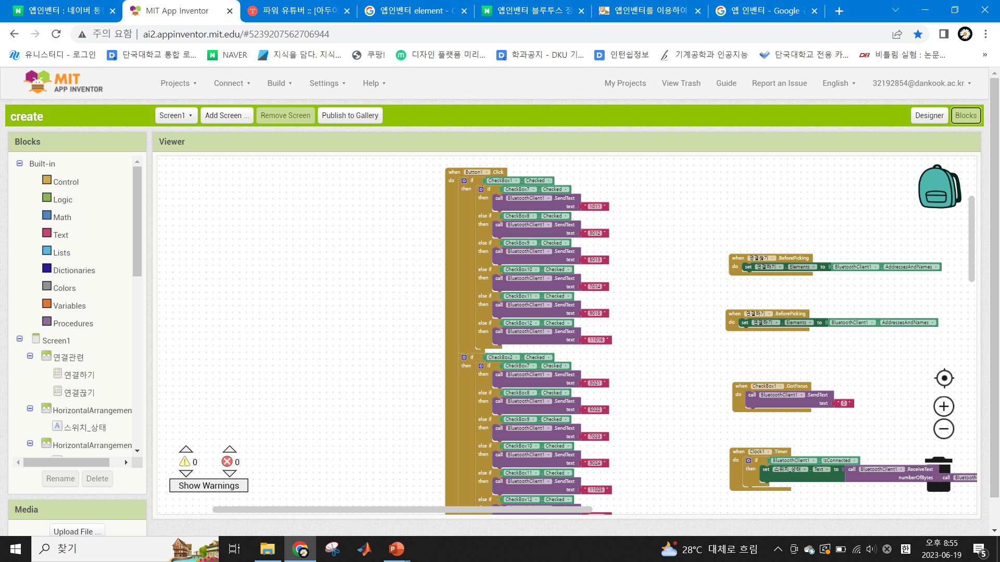 앱인벤터 : 네이버 통합
MIT App Inventor
파워 유튜버 :: [아두이
앱인벤터 element - G
앱인벤터 블루투스 정
앱인벤터를 이용하여
앱 인벤터 - Google 검
주의 요함 | ai2.appinventor.mit.edu/#5239207562706944
유니스터디 - 로그인
단국대학교 통합 로...
NAVER
지식을 담다. 지식...
쿠팡!
디자인 플랫폼 미리...
학과공지 - DKU 기...
인턴쉽정보
기계공학과 인공지능
단국대학교 전용 카...
DB 비틀림 실험 : 논문...
»
MIT
APP INVENTOR
Projects
Connect
Build
Settings
Help
My Projects
View Trash
Guide
Report an Issue
English
32192854@dankook.ac.kr
create
Screen1
Add Screen ...
Remove Screen
Publish to Gallery
Designer
Blocks
Blocks
Viewer
Built-in
Control
Logic
Math
Text
Lists
Dictionaries
Colors
Variables
Procedures
Screen1
연결관련
연결하기
연결끊기
HorizontalArrangemen
A 스위치_상태
HorizontalArrangemen
Rename
Delete
Media
Upload File ...
when Button1 .Click
do if CheckBox1 . Checked
then if CheckBox7 . Checked
then call BluetoothClient1 .SendText
text " 1011 "
else if CheckBox8 . Checked
then call BluetoothClient1 .SendText
text " 3012 "
else if CheckBox9 . Checked
then call BluetoothClient1 .SendText
text " 5013 "
else if CheckBox10 . Checked
then call BluetoothClient1 .SendText
text " 7014 "
else if CheckBox11 . Checked
then call BluetoothClient1 .SendText
text " 9015 "
else if CheckBox12 . Checked
then call BluetoothClient1 .SendText
text " 11016 "
if CheckBox2 . Checked
then if CheckBox7 . Checked
then call BluetoothClient1 .SendText
text " 3021 "
else if CheckBox8 . Checked
then call BluetoothClient1 .SendText
text " 5022 "
else if CheckBox9 . Checked
then call BluetoothClient1 .SendText
text " 7023 "
else if CheckBox10 . Checked
then call BluetoothClient1 .SendText
text " 9024 "
else if CheckBox11 . Checked
then call BluetoothClient1 .SendText
text " 11025 "
else if CheckBox12 . Checked
when 연결끊기 .BeforePicking
do set 연결하기 . Elements to BluetoothClient1 . AddressesAndNames
when 연결하기 .BeforePicking
do set 연결하기 . Elements to BluetoothClient1 . AddressesAndNames
when CheckBox1 .GotFocus
do call BluetoothClient1 .SendText
text " 0 "
when Clock1 .Timer
do if BluetoothClient1 . IsConnected
then set 스위치_상태 . Text to call BluetoothClient1 .ReceiveText
numberOfBytes call Bluetooth
0
0
Show Warnings
찾기
28°C 대체로 흐림
한
오후 8:55
2023-06-19
5